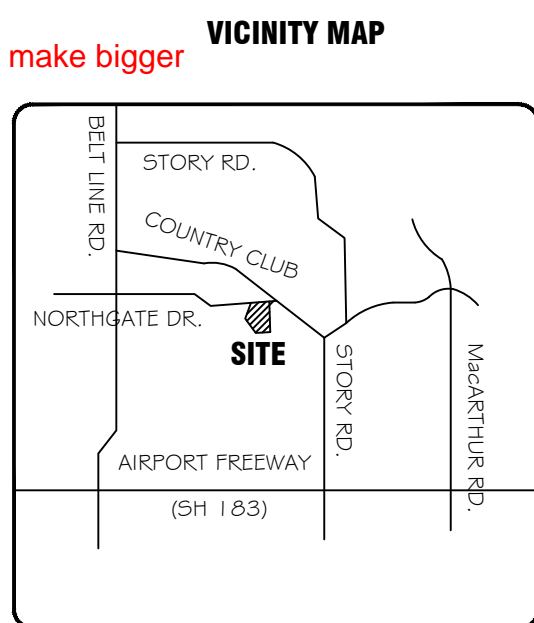 VICINITY MAP
make bigger
BELT LINE RD.
STORY RD.
COUNTRY CLUB
NORTHGATE DR.
SITE
STORY RD.
MacARTHUR RD.
AIRPORT FREEWAY
(SH 183)